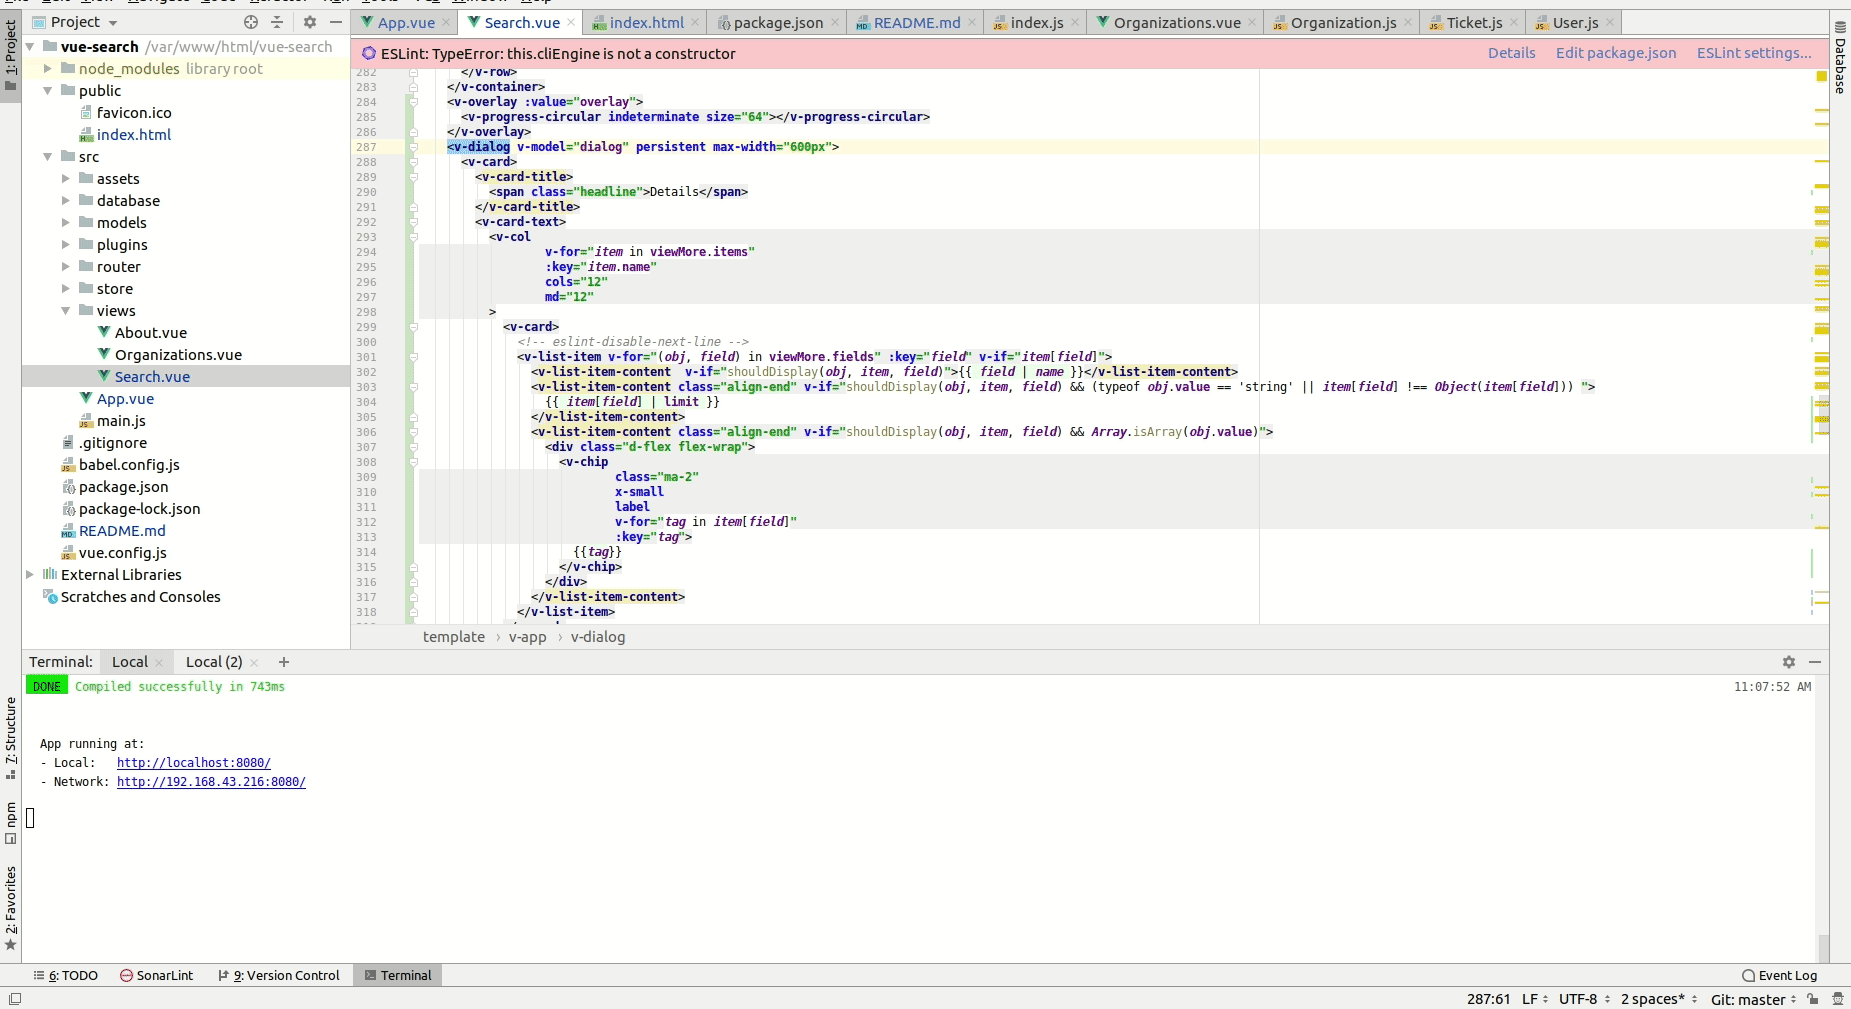 Project
App.vue
Search.vue
index.html
package.json
README.md
index.js
Organizations.vue
Organization.js
Ticket.js
User.js
1: Project
Database
vue-search /var/www/html/vue-search
node_modules library root
public
favicon.ico
index.html
src
assets
database
models
plugins
router
store
views
About.vue
Organizations.vue
Search.vue
App.vue
main.js
.gitignore
babel.config.js
package.json
package-lock.json
README.md
vue.config.js
External Libraries
Scratches and Consoles
ESLint: TypeError: this.cliEngine is not a constructor
Details Edit package.json ESLint settings...
282 </v-row>
283 </v-container>
284 <v-overlay :value="overlay">
285 <v-progress-circular indeterminate size="64"></v-progress-circular>
286 </v-overlay>
287 <v-dialog v-model="dialog" persistent max-width="600px">
288 <v-card>
289 <v-card-title>
290 <span class="headline">Details</span>
291 </v-card-title>
292 <v-card-text>
293 <v-col
294 v-for="item in viewMore.items"
295 :key="item.name"
296 cols="12"
297 md="12"
298 >
299 <v-card>
300 <!-- eslint-disable-next-line -->
301 <v-list-item v-for="(obj, field) in viewMore.fields" :key="field" v-if="item[field]">
302 <v-list-item-content v-if="shouldDisplay(obj, item, field)">{{ field | name }}</v-list-item-content>
303 <v-list-item-content class="align-end" v-if="shouldDisplay(obj, item, field) && (typeof obj.value == 'string' || item[field] !== Object(item[field])) ">
304 {{ item[field] | limit }}
305 </v-list-item-content>
306 <v-list-item-content class="align-end" v-if="shouldDisplay(obj, item, field) && Array.isArray(obj.value)">
307 <div class="d-flex flex-wrap">
308 <v-chip
309 class="ma-2"
310 x-small
311 label
312 v-for="tag in item[field]"
313 :key="tag">
314 {{tag}}
315 </v-chip>
316 </div>
317 </v-list-item-content>
318 </v-list-item>
template › v-app › v-dialog
Terminal: Local Local (2) +
DONE Compiled successfully in 743ms 11:07:52 AM
App running at:
- Local: http://localhost:8080/
- Network: http://192.168.43.216:8080/
7: Structure
npm
2: Favorites
6: TODO SonarLint 9: Version Control Terminal Event Log
287:61 LF UTF-8 2 spaces* Git: master